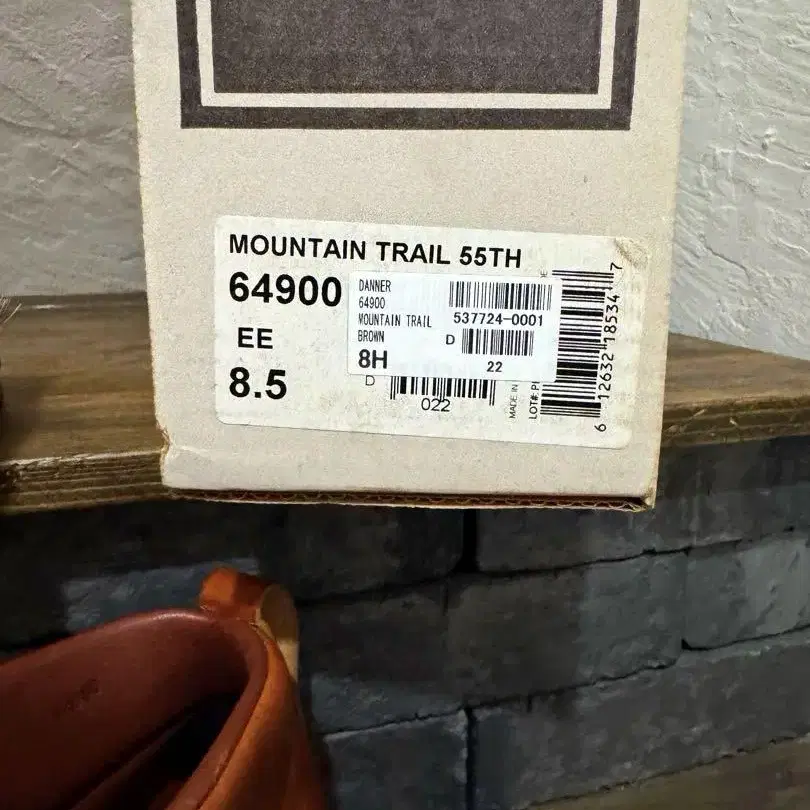 MOUNTAIN TRAIL 55TH
64900
EE
8.5
DANNER
64900
MOUNTAIN TRAIL
BROWN
8H
537724-0001
D
22
D
022
MADE IN
LOT#: P
6 12632 18534 7